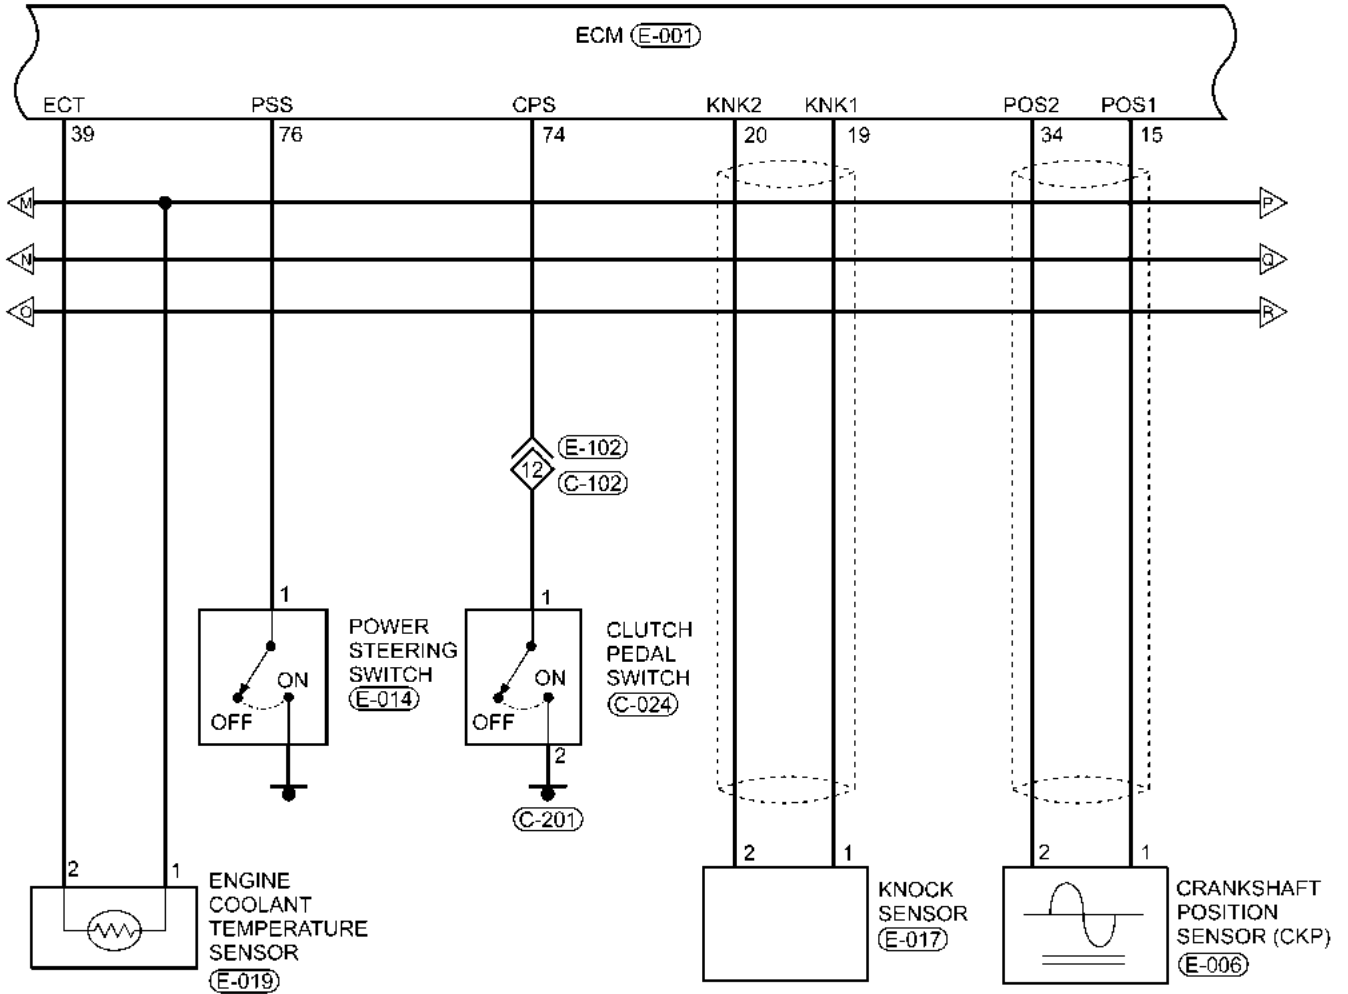 ECM E-001
ECT PSS CPS KNK2 KNK1 POS2 POS1
39 76 74 20 19 34 15
M P
N Q
O R
E-102
12
C-102
1 1
POWER
STEERING
SWITCH
E-014
ON
OFF
CLUTCH
PEDAL
SWITCH
C-024
ON
OFF
2
C-201
2 1 2 1 2 1
ENGINE
COOLANT
TEMPERATURE
SENSOR
E-019
KNOCK
SENSOR
E-017
CRANKSHAFT
POSITION
SENSOR (CKP)
E-006